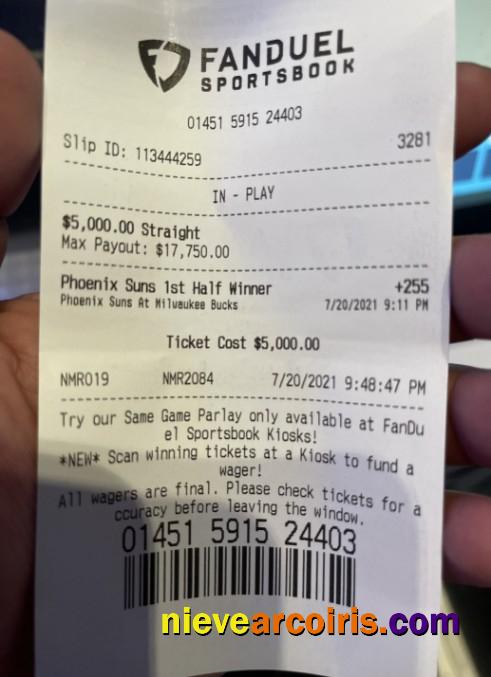 FANDUEL
SPORTSBOOK
01451 5915 24403
Slip ID: 113444259 3281
IN - PLAY
$5,000.00 Straight
Max Payout: $17,750.00
Phoenix Suns 1st Half Winner +255
Phoenix Suns At Milwaukee Bucks 7/20/2021 9:11 PM
Ticket Cost $5,000.00
NMR019 NMR2084 7/20/2021 9:48:47 PM
Try our Same Game Parlay only available at FanDu
el Sportsbook Kiosks!
*NEW* Scan winning tickets at a Kiosk to fund a
wager!
All wagers are final. Please check tickets for a
ccuracy before leaving the window.
01451 5915 24403
nievearcoiris.com